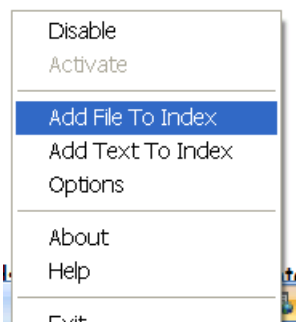 Disable
Activate
Add File To Index
Add Text To Index
Options
About
Help
Exit